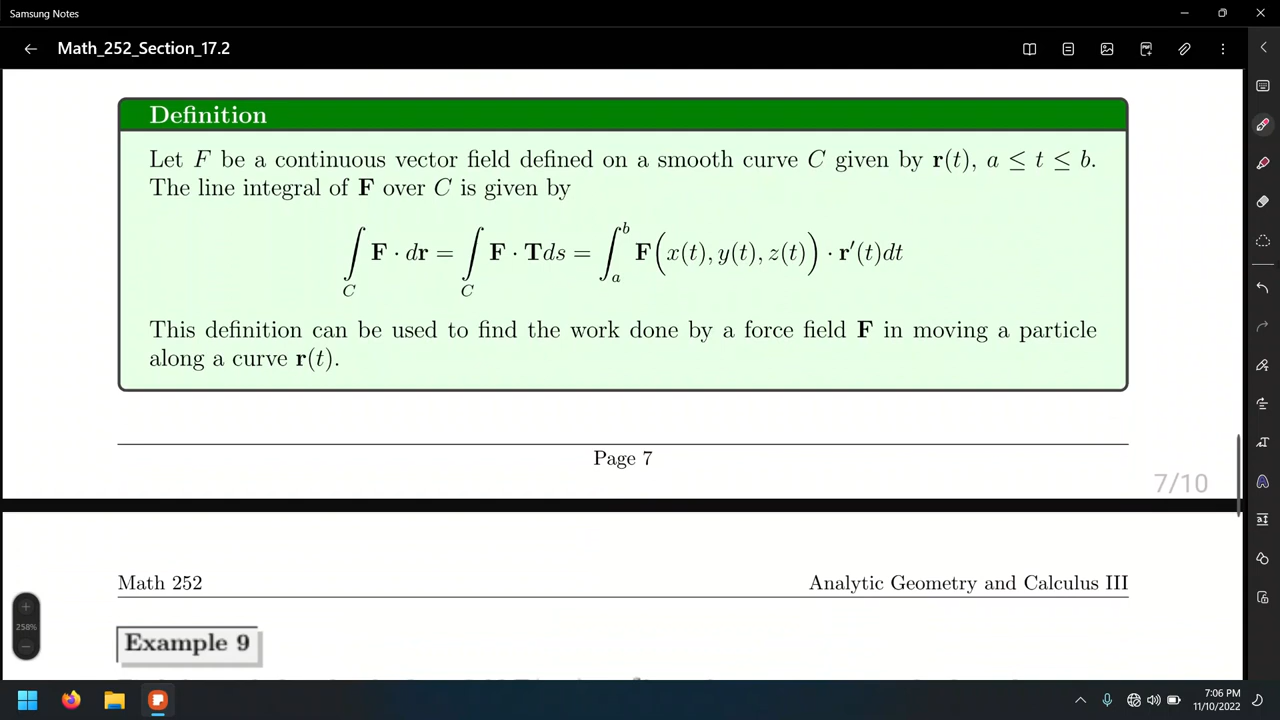 Samsung Notes
Math_252_Section_17.2
Definition
Let F be a continuous vector field defined on a smooth curve C given by r(t), a ≤ t ≤ b.
The line integral of F over C is given by
∫_C F · dr = ∫_C F · Tds = ∫_a^b F(x(t), y(t), z(t)) · r′(t)dt
This definition can be used to find the work done by a force field F in moving a particle
along a curve r(t).
Page 7
7/10
Math 252 Analytic Geometry and Calculus III
258%
Example 9
7:06 PM
11/10/2022